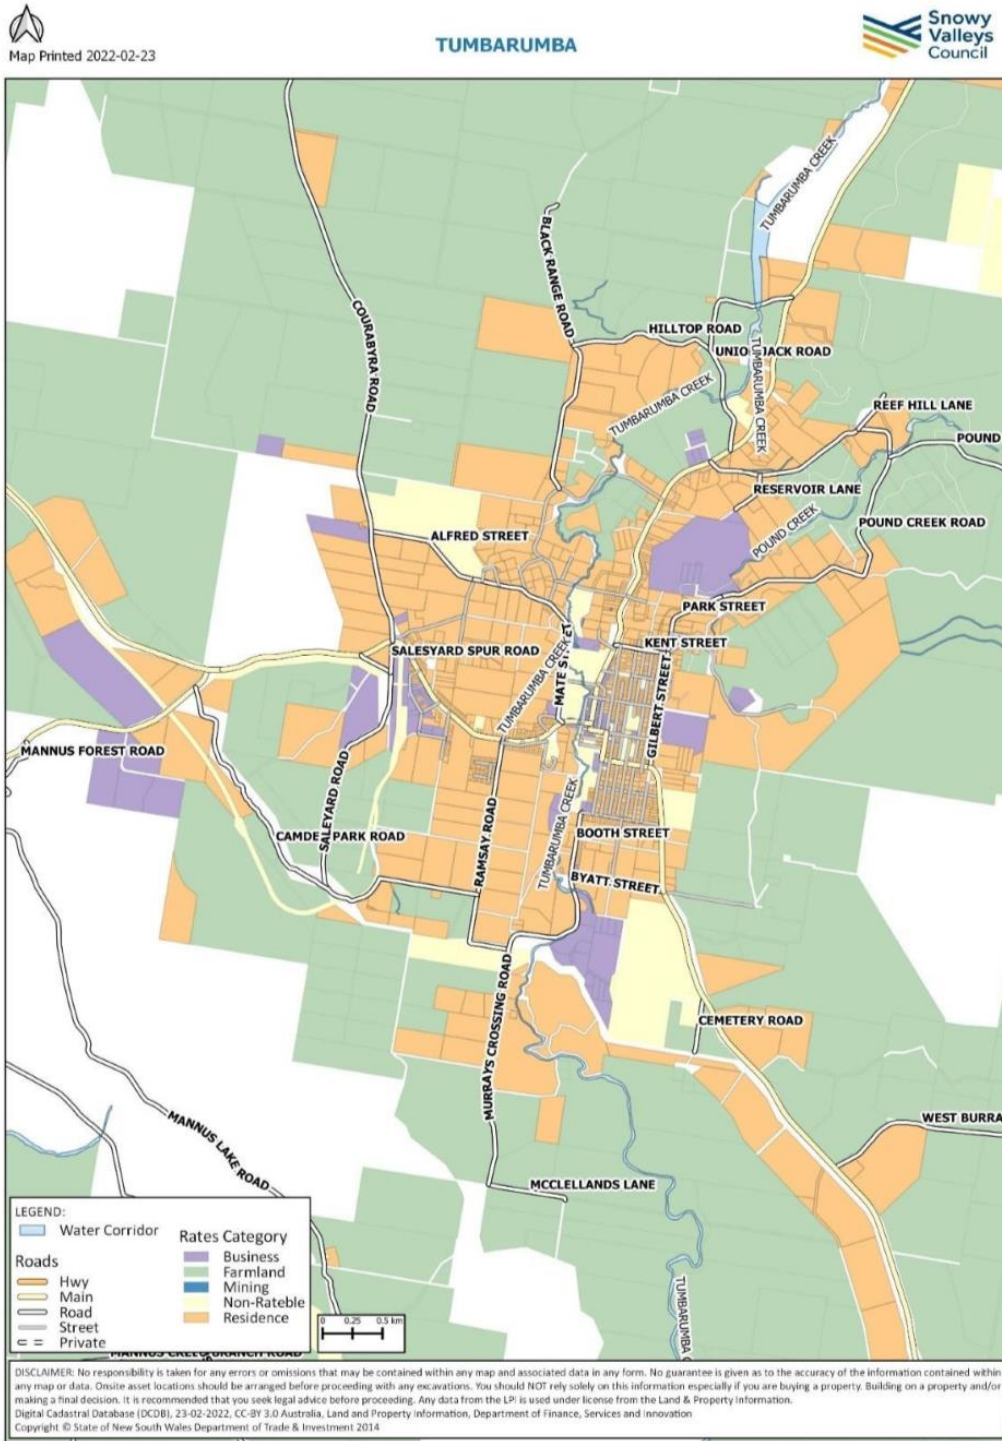 Map Printed 2022-02-23
TUMBARUMBA
Snowy
Valleys
Council
TUMBARUMBA CREEK
BLACK RANGE ROAD
COURABYRA ROAD
HILLTOP ROAD
UNIO JACK ROAD
TUMBARUMBA CREEK
TUMBARUMBA CREEK
REEF HILL LANE
POUND
RESERVOIR LANE
POUND CREEK
POUND CREEK ROAD
ALFRED STREET
PARK STREET
KENT STREET
SALESYARD SPUR ROAD
MATE STREET
TUMBARUMBA CREEK
GILBERT STREET
MANNUS FOREST ROAD
SALEYARD ROAD
CAMDE PARK ROAD
RAMSAY ROAD
TUMBARUMBA CREEK
BOOTH STREET
BYATT STREET
MURRAYS CROSSING ROAD
CEMETERY ROAD
WEST BURRA
MANNUS LAKE ROAD
MCCLELLANDS LANE
TUMBARUMBA C
LEGEND:
Water Corridor
Roads
Hwy
Main
Road
Street
Private
Rates Category
Business
Farmland
Mining
Non-Rateble
Residence
0 0.25 0.5 km
MANNUS CREEK BRANCH ROAD
DISCLAIMER: No responsibility is taken for any errors or omissions that may be contained within any map and associated data in any form. No guarantee is given as to the accuracy of the information contained within
any map or data. Onsite asset locations should be arranged before proceeding with any excavations. You should NOT rely solely on this information especially if you are buying a property. Building on a property and/or
making a final decision. It is recommended that you seek legal advice before proceeding. Any data from the LPI is used under license from the Land & Property Information.
Digital Cadastral Database (DCDB), 23-02-2022, CC-BY 3.0 Australia, Land and Property Information, Department of Finance, Services and Innovation
Copyright © State of New South Wales Department of Trade & Investment 2014